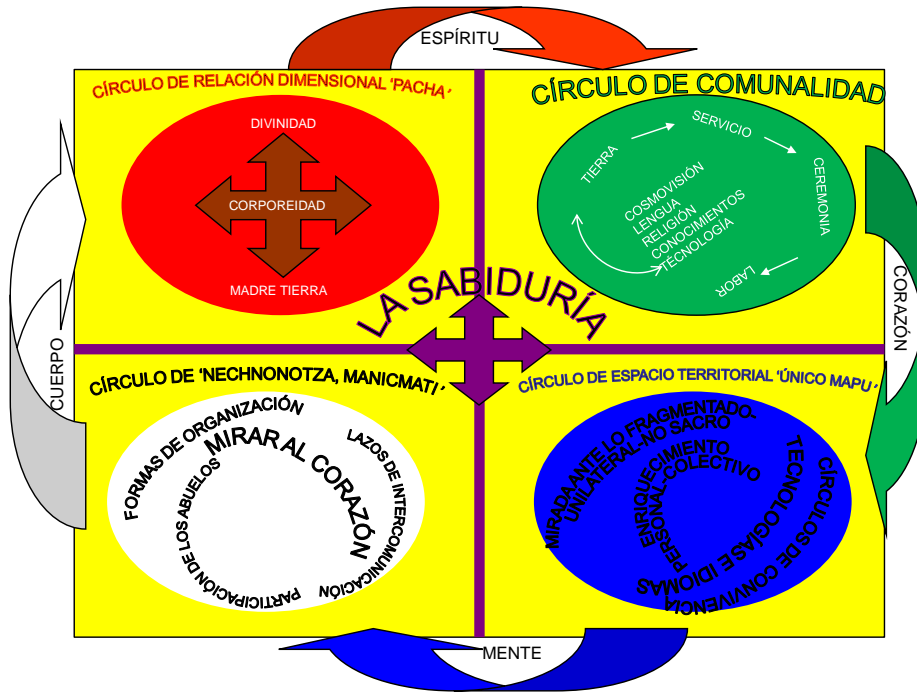 ESPÍRITU
CÍRCULO DE RELACIÓN DIMENSIONAL 'PACHA'
DIVINIDAD
CORPOREIDAD
MADRE TIERRA
CÍRCULO DE COMUNALIDAD
TIERRA
SERVICIO
CEREMONIA
LABOR
COSMOVISIÓN
LENGUA
RELIGIÓN
CONOCIMIENTOS
TÉCNOLOGÍA
LA SABIDURÍA
CUERPO
CORAZÓN
CÍRCULO DE 'NECHNONOTZA, MANICMATI'
FORMAS DE ORGANIZACIÓN
MIRAR AL CORAZÓN
LAZOS DE INTERCOMUNICACIÓN
PARTICIPACIÓN DE LOS ABUELOS
CÍRCULO DE ESPACIO TERRITORIAL 'ÚNICO MAPU'
MIRADA ANTE LO FRAGMENTADO-
UNILATERAL-NO SACRO
ENRIQUECIMIENTO
PERSONAL-COLECTIVO
TECNOLOGÍAS E IDIOMAS
CÍRCULOS DE CONVIVENCIA
MENTE